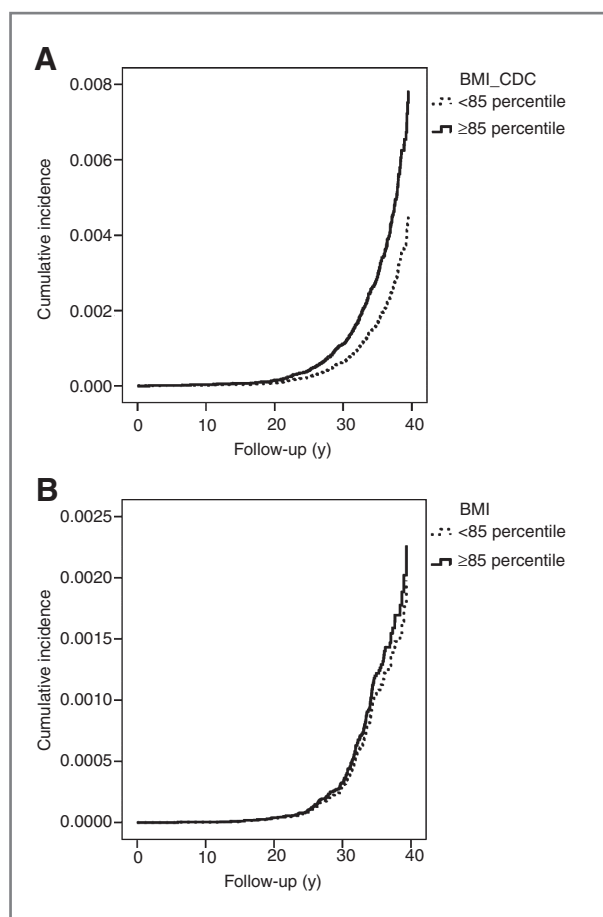 A
0.008
0.006
0.004
0.002
0.000
Cumulative incidence
0 10 20 30 40
Follow-up (y)
BMI_CDC
<85 percentile
≥85 percentile
B
0.0025
0.0020
0.0015
0.0010
0.0005
0.0000
Cumulative incidence
0 10 20 30 40
Follow-up (y)
BMI
<85 percentile
≥85 percentile